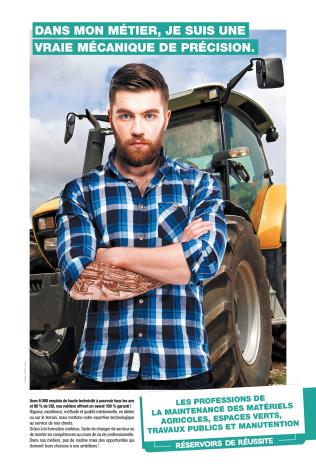 DANS MON MÉTIER, JE SUIS UNE
VRAIE MÉCANIQUE DE PRÉCISION.
Avec 6 000 emplois de haute technicité à pourvoir tous les ans
et 90 % de CDI, nos métiers offrent un avenir 100 % garanti !
Rigueur, excellence, méthode et qualité relationnelle, en atelier
ou sur le terrain, nous mettons notre expertise technologique
au service de nos clients.
Grâce à la formation continue, facile de changer de secteur ou
de monter en compétences au cours de sa vie professionnelle.
Dans nos métiers, pas de routine mais des opportunités qui
donnent leurs chances à nos ambitions !
LES PROFESSIONS DE
LA MAINTENANCE DES MATÉRIELS
AGRICOLES, ESPACES VERTS,
TRAVAUX PUBLICS ET MANUTENTION
RÉSERVOIRS DE RÉUSSITE